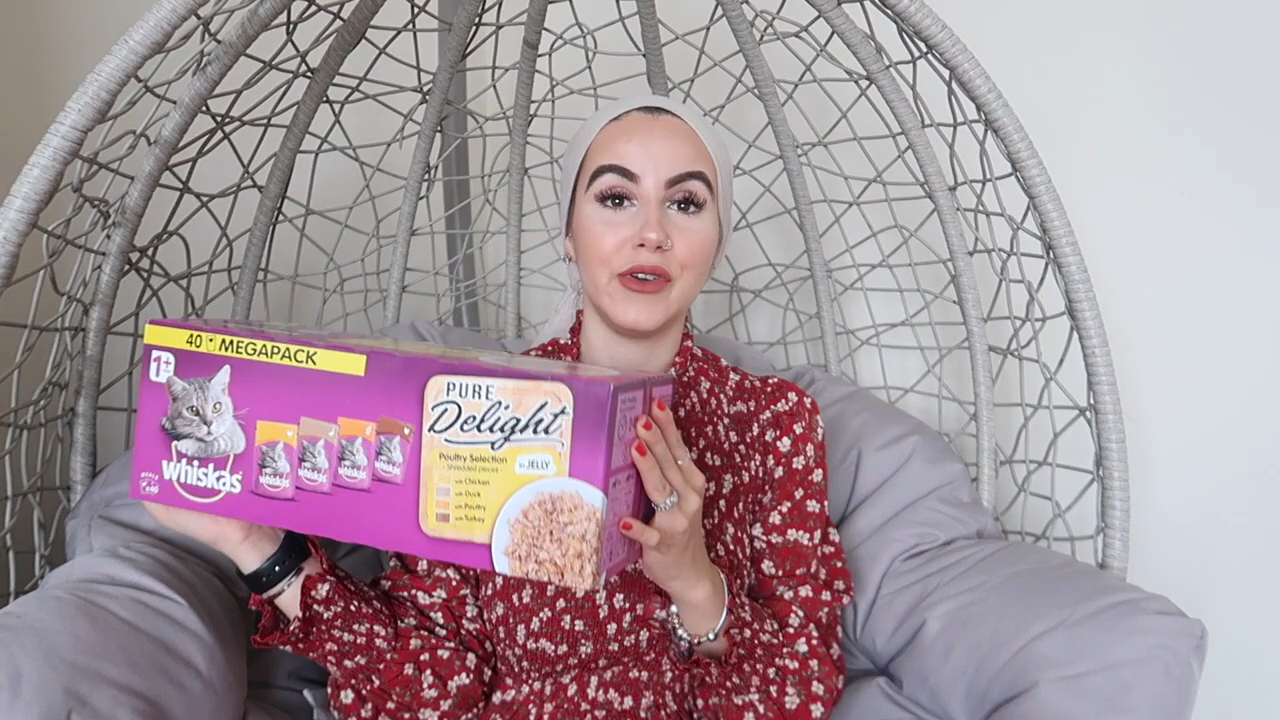 40 MEGAPACK
1+
whiskas
x40
PURE
Delight
Poultry Selection
- Shredded pieces -
in JELLY
with Chicken
with Duck
with Poultry
with Turkey